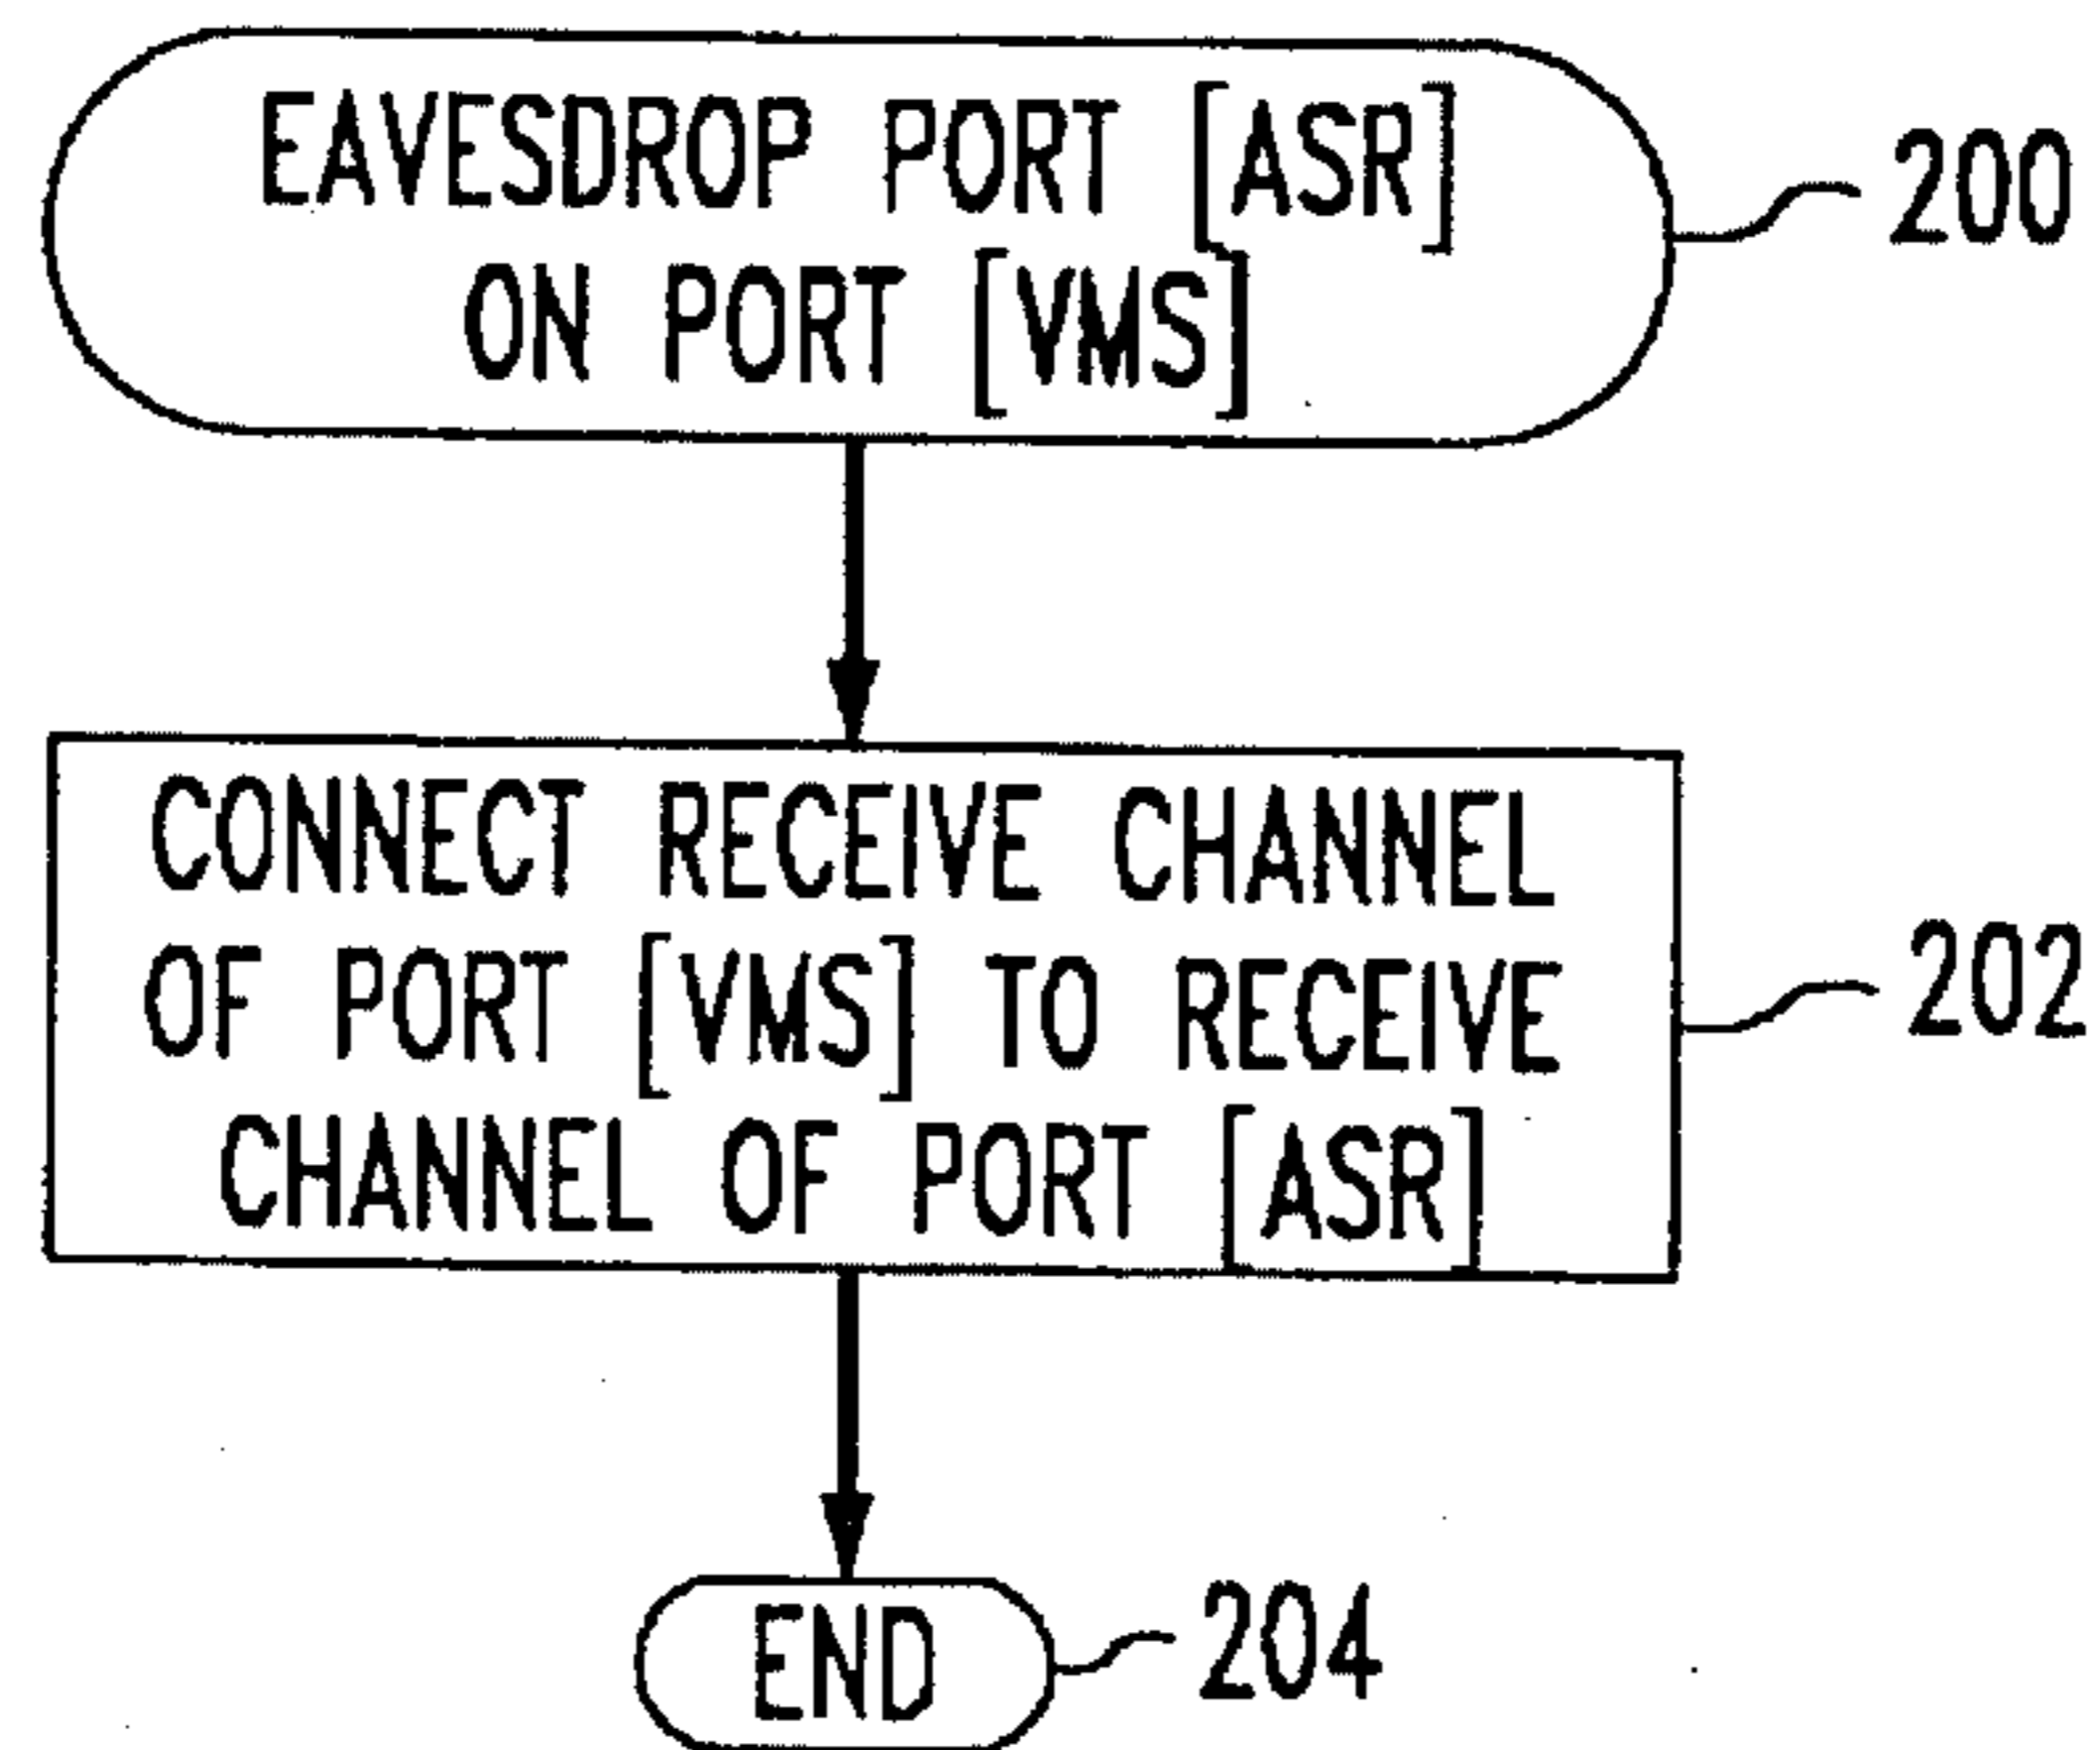 EAVESDROP PORT [ASR]
ON PORT [VMS]
200
CONNECT RECEIVE CHANNEL
OF PORT [VMS] TO RECEIVE
CHANNEL OF PORT [ASR]
202
END
204